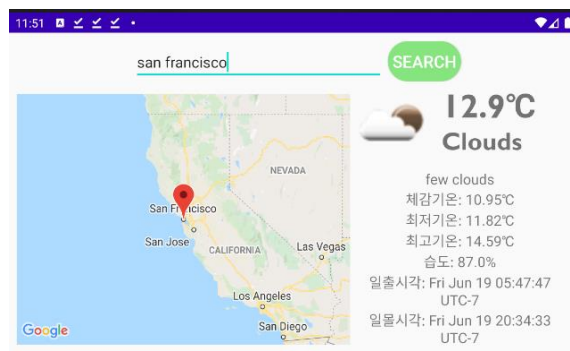 11:51
san francisco
SEARCH
12.9℃
Clouds
few clouds
체감기온: 10.95℃
최저기온: 11.82℃
최고기온: 14.59℃
습도: 87.0%
일출시각: Fri Jun 19 05:47:47
UTC-7
일몰시각: Fri Jun 19 20:34:33
UTC-7
NEVADA
San Francisco
San Jose
CALIFORNIA
Las Vegas
Los Angeles
San Diego
Google